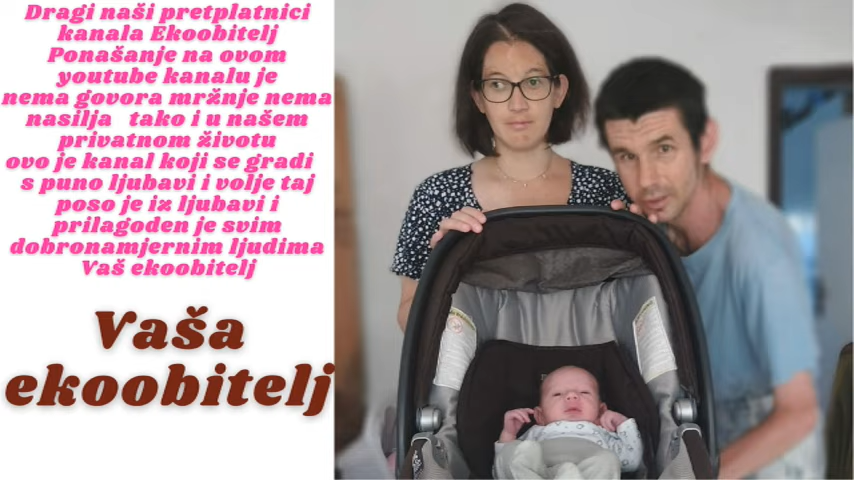 Dragi naši pretplatnici
kanala Ekoobitelj
Ponašanje na ovom
youtube kanalu je
nema govora mržnje nema
nasilja tako i u našem
privatnom životu
ovo je kanal koji se gradi
s puno ljubavi i volje taj
poso je iz ljubavi i
prilagođen je svim
dobronamjernim ljudima
Vaš ekoobitelj
Vaša
ekoobitelj